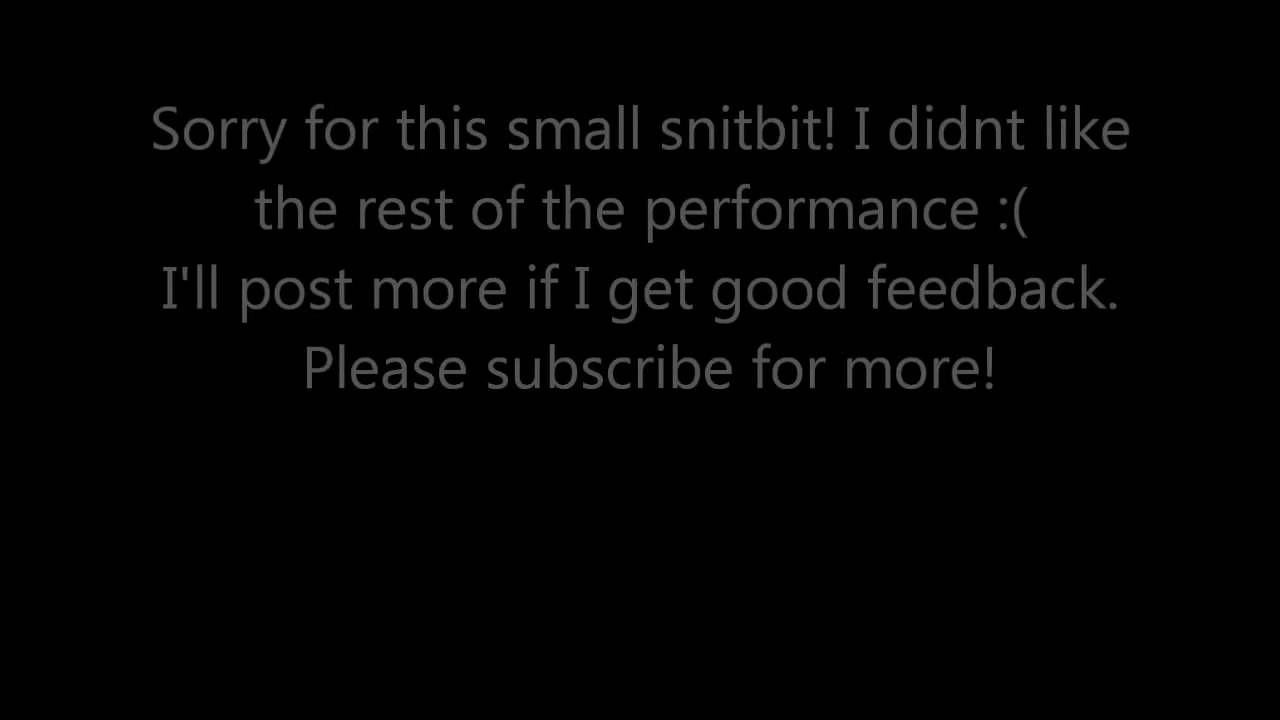 Sorry for this small snitbit! I didnt like
the rest of the performance :(
I'll post more if I get good feedback.
Please subscribe for more!